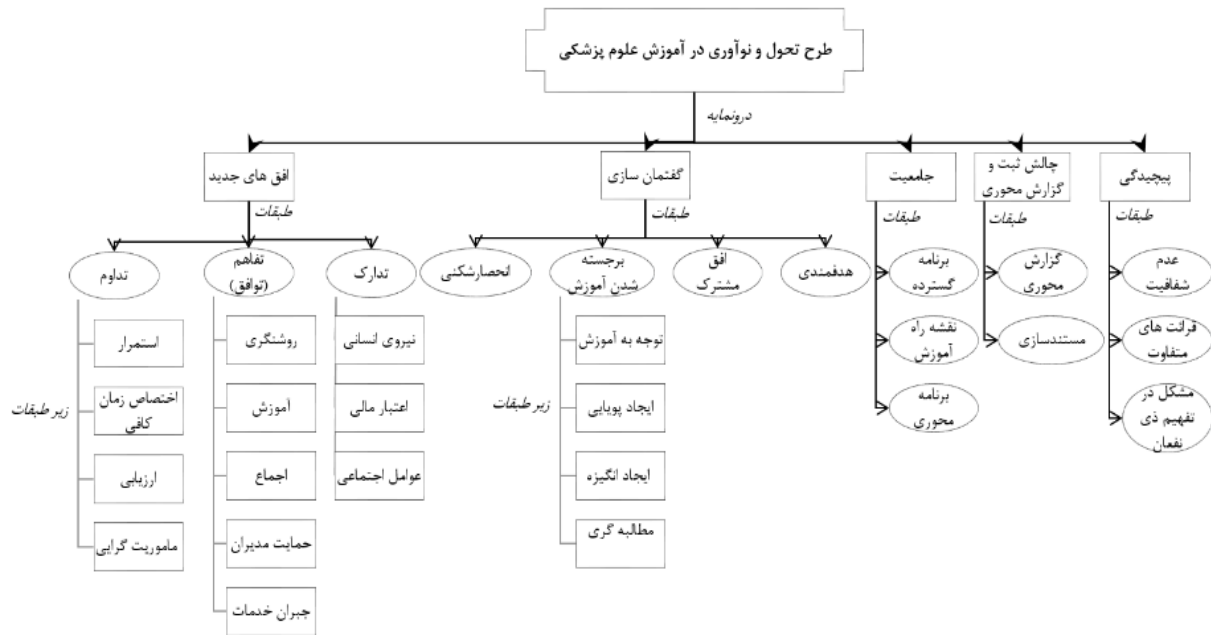 طرح تحول و نوآوری در آموزش علوم پزشکی
درونمایه
پیچیدگی
چالش ثبت و
گزارش محوری
جامعیت
گفتمان سازی
افق های جدید
طبقات
طبقات
طبقات
طبقات
طبقات
عدم
شفافیت
قرائت های
متفاوت
مشکل در
تفهیم ذی
نفعان
گزارش
محوری
مستندسازی
برنامه
گسترده
نقشه راه
آموزش
برنامه
محوری
هدفمندی
افق
مشترک
برجسته
شدن آموزش
انحصارشکنی
توجه به آموزش
ایجاد پویایی
زیر طبقات
ایجاد انگیزه
مطالبه گری
تدارک
نیروی انسانی
اعتبار مالی
عوامل اجتماعی
تفاهم
(توافق)
روشنگری
آموزش
اجماع
حمایت مدیران
جبران خدمات
تداوم
استمرار
اختصاص زمان
کافی
زیر طبقات
ارزیابی
ماموریت گرایی